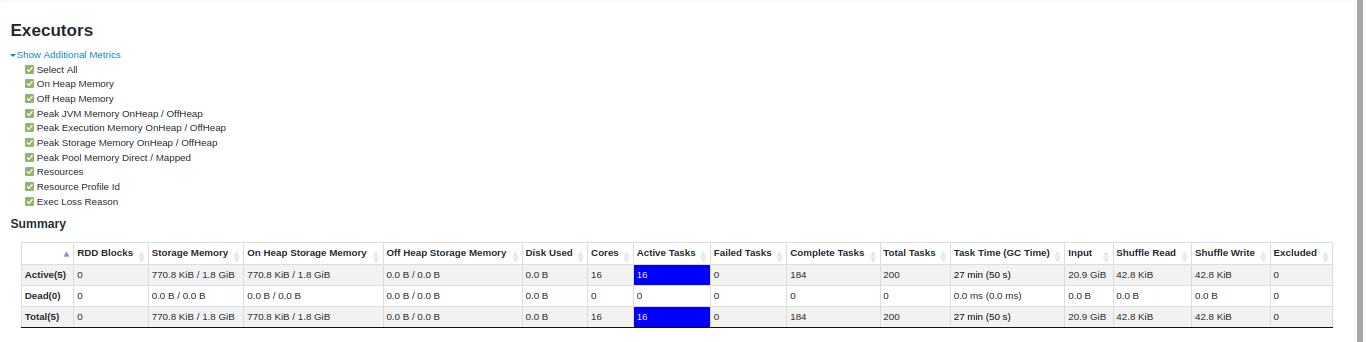 Executors
Show Additional Metrics
Select All
On Heap Memory
Off Heap Memory
Peak JVM Memory OnHeap / OffHeap
Peak Execution Memory OnHeap / OffHeap
Peak Storage Memory OnHeap / OffHeap
Peak Pool Memory Direct / Mapped
Resources
Resource Profile Id
Exec Loss Reason
Summary
RDD Blocks Storage Memory On Heap Storage Memory Off Heap Storage Memory Disk Used Cores Active Tasks Failed Tasks Complete Tasks Total Tasks Task Time (GC Time) Input Shuffle Read Shuffle Write Excluded
Active(5) 0 770.8 KiB / 1.8 GiB 770.8 KiB / 1.8 GiB 0.0 B / 0.0 B 0.0 B 16 16 0 184 200 27 min (50 s) 20.9 GiB 42.8 KiB 42.8 KiB 0
Dead(0) 0 0.0 B / 0.0 B 0.0 B / 0.0 B 0.0 B / 0.0 B 0.0 B 0 0 0 0 0 0.0 ms (0.0 ms) 0.0 B 0.0 B 0.0 B 0
Total(5) 0 770.8 KiB / 1.8 GiB 770.8 KiB / 1.8 GiB 0.0 B / 0.0 B 0.0 B 16 16 0 184 200 27 min (50 s) 20.9 GiB 42.8 KiB 42.8 KiB 0